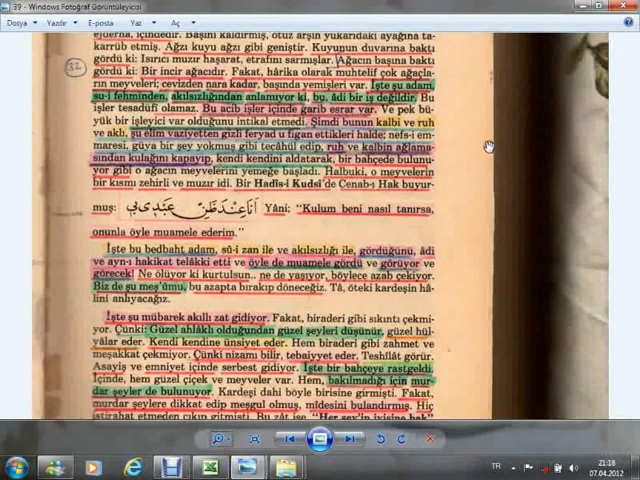 39 - Windows Fotoğraf Görüntüleyicisi
Dosya Yazdır E-posta Yaz Aç
ejderha, içindedir. Başını kaldırmış, otuz arşın yukarıdaki ayağına ta-
karrüb etmiş. Ağzı kuyu ağzı gibi geniştir. Kuyunun duvarına baktı
gördü ki: Isırıcı muzır haşarat, etrafını sarmışlar. Ağacın başına baktı
32
gördü ki: Bir incir ağacıdır. Fakat, hârika olarak muhtelif çok ağaçla-
rın meyveleri; cevizden nara kadar, başında yemişleri var. İşte şu adam,
su-i fehminden, akılsızlığından anlamıyor ki, bu, âdi bir iş değildir. Bu
işler tesadüfî olamaz. Bu acib işler içinde garib esrar var. Ve pek bü-
yük bir işleyici var olduğunu intikal etmedi. Şimdi bunun kalbi ve ruh
ve aklı, şu elim vaziyetten gizli feryad u figan ettikleri halde; nefs-i em-
maresi, güya bir şey yokmuş gibi tecâhül edip, ruh ve kalbin ağlama-
sından kulağını kapayıp, kendi kendini aldatarak, bir bahçede bulunu-
yor gibi o ağacın meyvelerini yemeğe başladı. Halbuki, o meyvelerin
bir kısmı zehirli ve muzır idi. Bir Hadîs-i Kudsî'de Cenab-ı Hak buyur-
muş: اَنَا عِنْدَ ظَنِّ عَبْدِى بِى Yâni; "Kulum beni nasıl tanırsa,
onunla öyle muamele ederim."
İşte bu bedbaht adam, sû-i zan ile ve akılsızlığı ile, gördüğünü, âdi
ve ayn-ı hakikat telâkki etti ve öyle de muamele gördü ve görüyor ve
görecek! Ne ölüyor ki kurtulsun.. ne de yaşıyor, böylece azab çekiyor.
Biz de şu meş'ûmu, bu azapta bırakıp döneceğiz. Tâ, öteki kardeşin hâ-
lini anlıyacağız.
İşte şu mübarek akıllı zat gidiyor. Fakat, biraderi gibi sıkıntı çekmi-
yor. Çünki: Güzel ahlâklı olduğundan güzel şeyleri düşünür, güzel hül-
yâlar eder. Kendi kendine ünsiyet eder. Hem biraderi gibi zahmet ve
meşakkat çekmiyor. Çünki nizamı bilir, tebaiyyet eder. Teshilât görür.
Asayiş ve emniyet içinde serbest gidiyor. İşte bir bahçeye rastgeldi.
İçinde, hem güzel çiçek ve meyveler var. Hem, bakılmadığı için mur-
dar şeyler de bulunuyor. Kardeşi dahi böyle birisine girmişti. Fakat,
murdar şeylere dikkat edip meşgul olmuş, mîdesini bulandırmış. Hiç
istirahat etmeden çıkıp gitmişti. Bu zât ise, "Her şey'in iyisine bak"
TR
21:18
07.04.2012